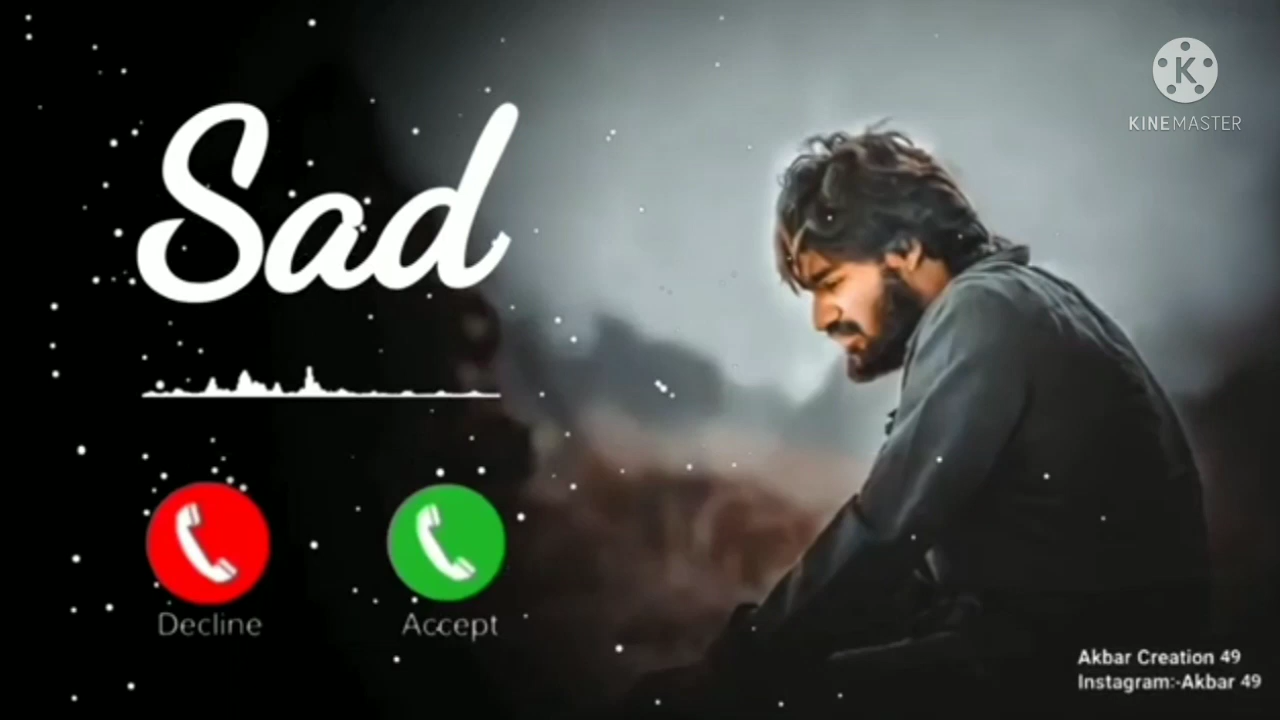 Sad
K
KINEMASTER
Decline
Accept
Akbar Creation 49
Instagram:-Akbar 49